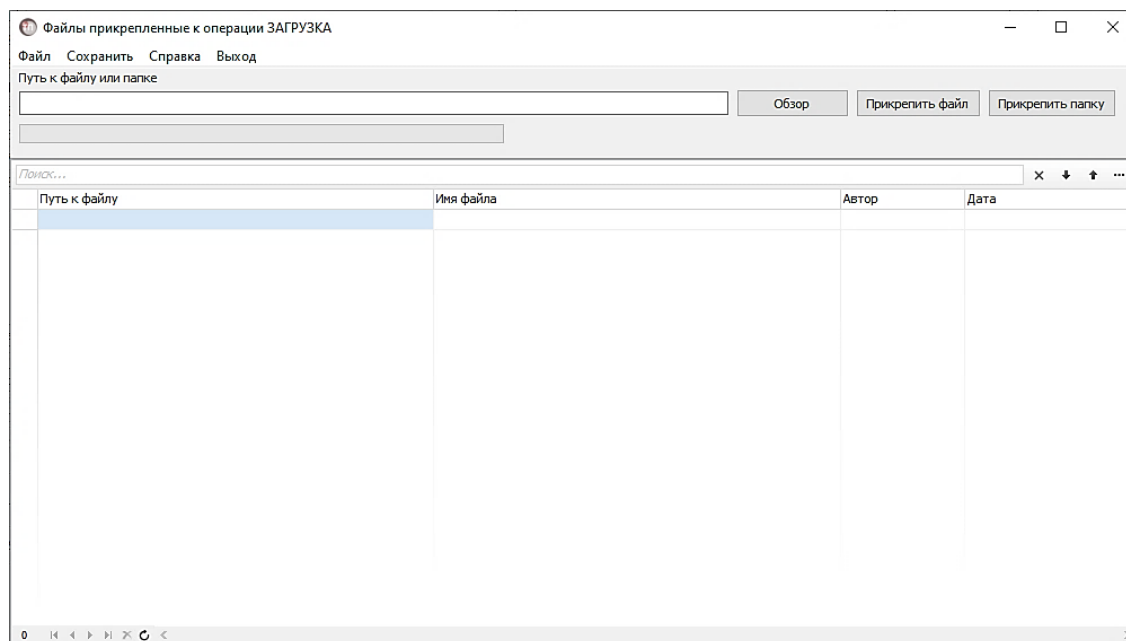 Файлы прикрепленные к операции ЗАГРУЗКА
Файл Сохранить Справка Выход
Путь к файлу или папке
Обзор Прикрепить файл Прикрепить папку
Поиск...
Путь к файлу Имя файла Автор Дата
0